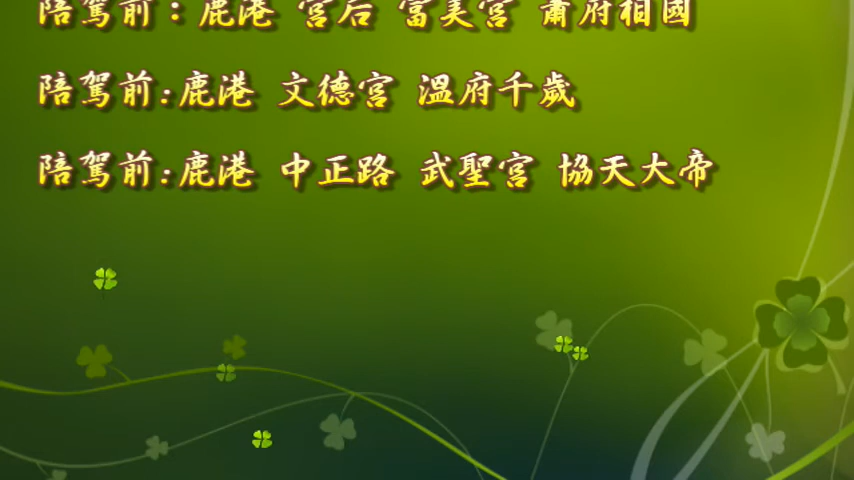 陪駕前：鹿港 宮后 富美宮 蕭府相國
陪駕前:鹿港 文德宮 溫府千歲
陪駕前:鹿港 中正路 武聖宮 協天大帝